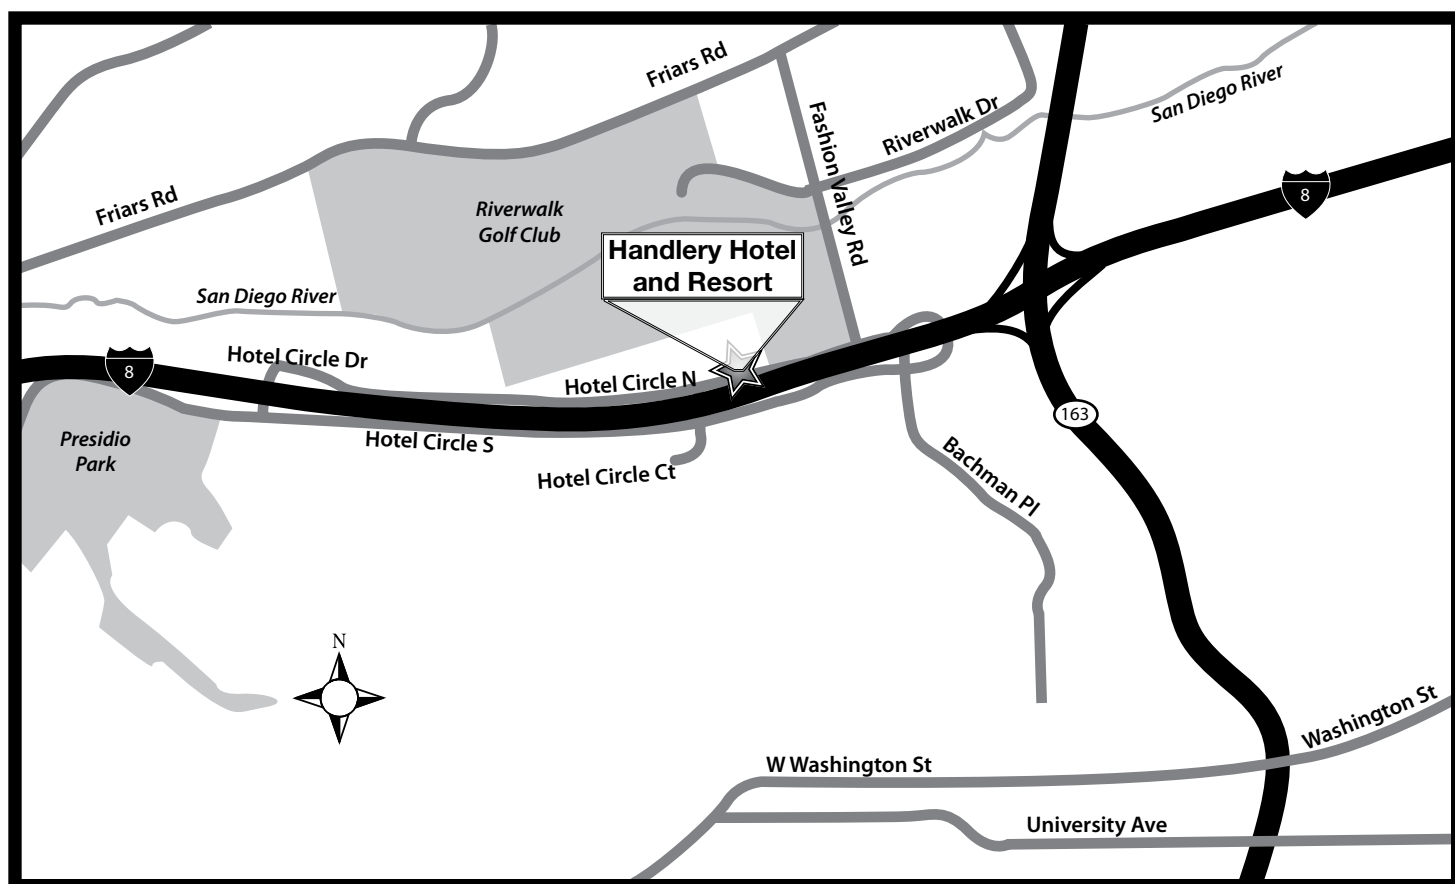 Friars Rd
San Diego River
Riverwalk Dr
Fashion Valley Rd
8
Friars Rd
Riverwalk
Golf Club
Handlery Hotel
and Resort
San Diego River
Hotel Circle Dr
8
Hotel Circle N
163
Presidio
Park
Hotel Circle S
Hotel Circle Ct
Bachman Pl
N
Washington St
W Washington St
University Ave